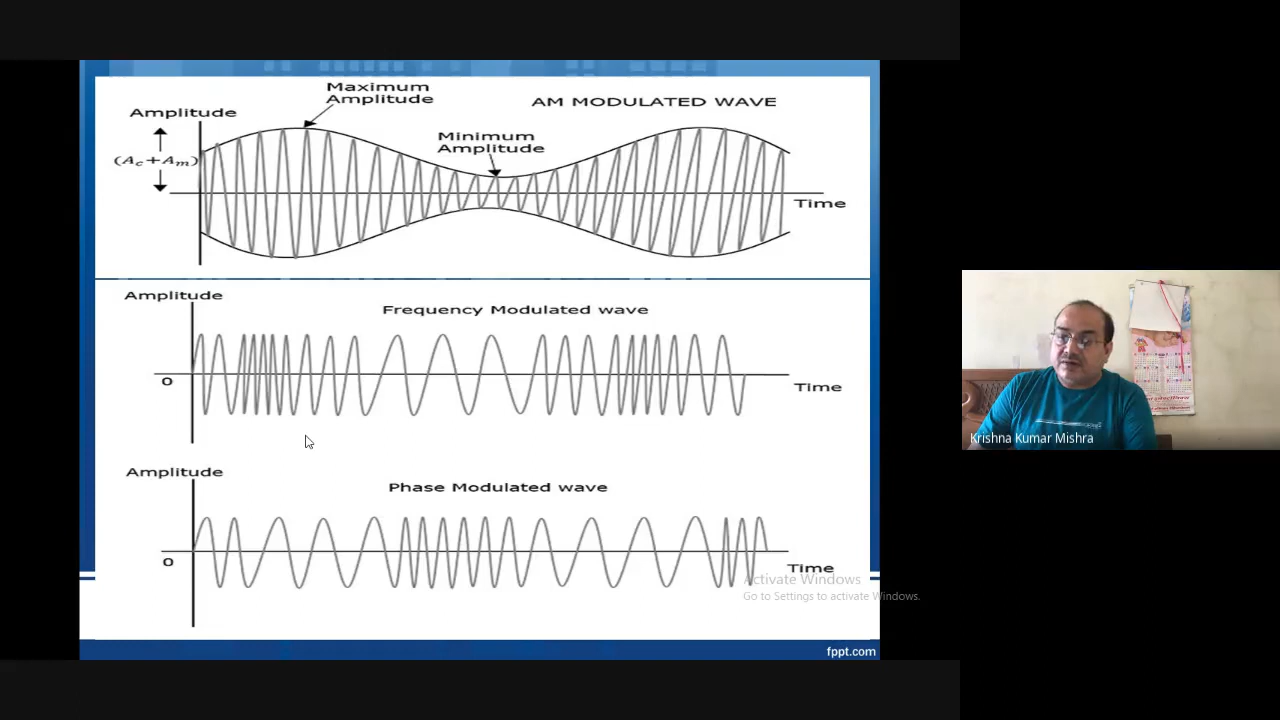 Maximum
Amplitude
AM MODULATED WAVE
Amplitude
Minimum
Amplitude
(Ac+Am)
Time
Amplitude
Frequency Modulated wave
0
Time
Krishna Kumar Mishra
Amplitude
Phase Modulated wave
0
Time
Activate Windows
Go to Settings to activate Windows.
fppt.com